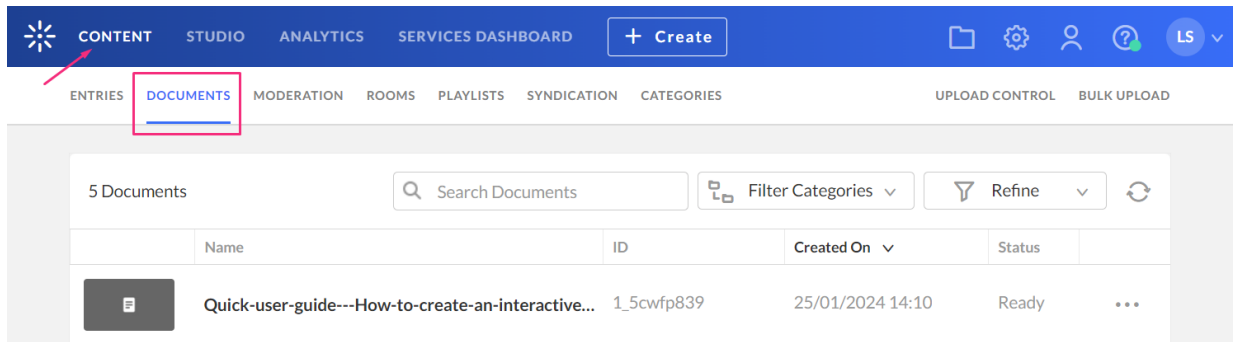 CONTENT STUDIO ANALYTICS SERVICES DASHBOARD + Create LS
ENTRIES DOCUMENTS MODERATION ROOMS PLAYLISTS SYNDICATION CATEGORIES UPLOAD CONTROL BULK UPLOAD
5 Documents Search Documents Filter Categories Refine
Name ID Created On Status
Quick-user-guide---How-to-create-an-interactive... 1_5cwfp839 25/01/2024 14:10 Ready